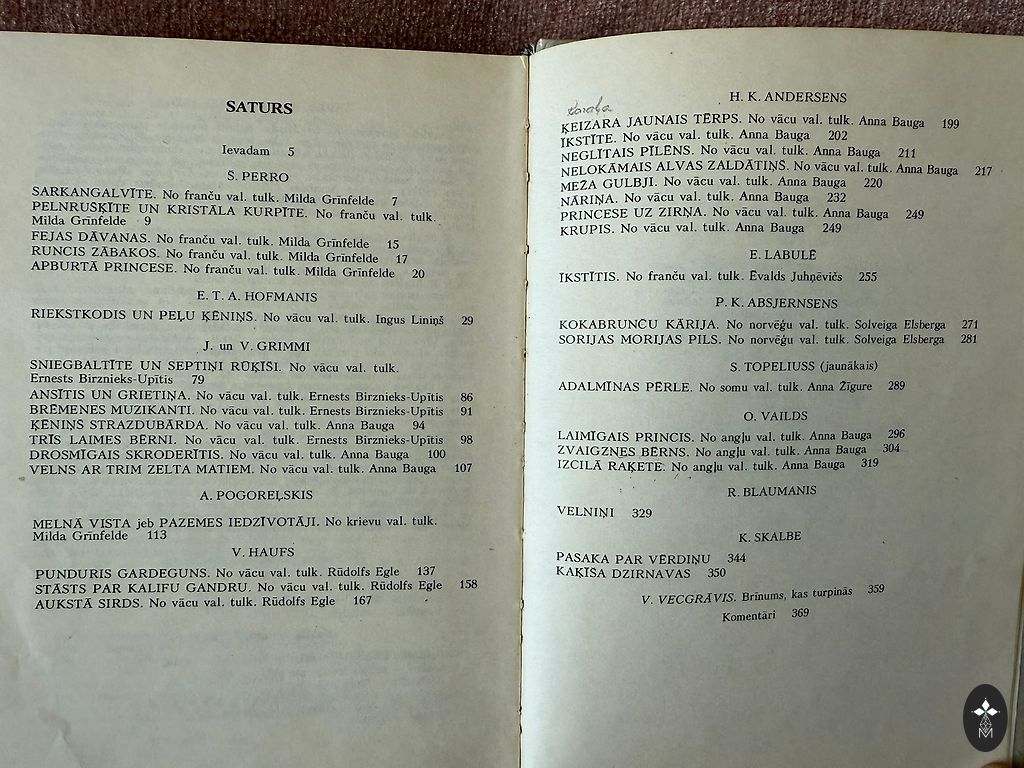 SATURS
Ievadam 5
Š. PERRO
SARKANGALVĪTE. No franču val. tulk. Milda Grīnfelde 7
PELNRUŠĶĪTE UN KRISTĀLA KURPĪTE. No franču val. tulk.
Milda Grīnfelde 9
FEJAS DĀVANAS. No franču val. tulk. Milda Grīnfelde 15
RUNCIS ZĀBAKOS. No franču val. tulk. Milda Grīnfelde 17
APBURTĀ PRINCESE. No franču val. tulk. Milda Grīnfelde 20
E. T. A. HOFMANIS
RIEKSTKODIS UN PEĻU ĶĒNIŅŠ. No vācu val. tulk. Ingus Liniņš 29
J. un V. GRIMMI
SNIEGBALTĪTE UN SEPTIŅI RŪĶĪŠI. No vācu val. tulk.
Ernests Birznieks-Upītis 79
ANSĪTIS UN GRIETIŅA. No vācu val. tulk. Ernests Birznieks-Upītis 86
BRĒMENES MUZIKANTI. No vācu val. tulk. Ernests Birznieks-Upītis 91
ĶĒNIŅŠ STRAZDUBĀRDA. No vācu val. tulk. Anna Bauga 94
TRĪS LAIMES BĒRNI. No vācu val. tulk. Ernests Birznieks-Upītis 98
DROSMĪGAIS SKRODERĪTIS. No vācu val. tulk. Anna Bauga 100
VELNS AR TRIM ZELTA MATIEM. No vācu val. tulk. Anna Bauga 107
A. POGOREĻSKIS
MELNĀ VISTA jeb PAZEMES IEDZĪVOTĀJI. No krievu val. tulk.
Milda Grīnfelde 113
V. HAUFS
PUNDURIS GARDEGUNS. No vācu val. tulk. Rūdolfs Egle 137
STĀSTS PAR KALIFU GANDRU. No vācu val. tulk. Rūdolfs Egle 158
AUKSTĀ SIRDS. No vācu val. tulk. Rūdolfs Egle 167
H. K. ANDERSENS
ĶEIZARA JAUNAIS TĒRPS. No vācu val. tulk. Anna Bauga 199
ĪKSTĪTE. No vācu val. tulk. Anna Bauga 202
NEGLĪTAIS PĪLĒNS. No vācu val. tulk. Anna Bauga 211
NELOKĀMAIS ALVAS ZALDĀTIŅŠ. No vācu val. tulk. Anna Bauga 217
MEŽA GULBJI. No vācu val. tulk. Anna Bauga 220
NĀRIŅA. No vācu val. tulk. Anna Bauga 232
PRINCESE UZ ZIRŅA. No vācu val. tulk. Anna Bauga 249
KRUPIS. No vācu val. tulk. Anna Bauga 249
E. LABULĒ
ĪKSTĪTIS. No franču val. tulk. Evalds Juhņēvičs 255
P. K. ABSJERNSENS
KOKABRUNČU KĀRIJA. No norvēģu val. tulk. Solveiga Elsberga 271
SORIJAS MORIJAS PILS. No norvēģu val. tulk. Solveiga Elsberga 281
S. TOPELIUSS (jaunākais)
ADALMĪNAS PĒRLE. No somu val. tulk. Anna Žīgure 289
O. VAILDS
LAIMĪGAIS PRINCIS. No angļu val. tulk. Anna Bauga 296
ZVAIGZŅES BĒRNS. No angļu val. tulk. Anna Bauga 304
IZCILĀ RAĶETE. No angļu val. tulk. Anna Bauga 319
R. BLAUMANIS
VELNIŅI 329
K. SKALBE
PASAKA PAR VĒRDIŅU 344
KAĶĪŠA DZIRNAVAS 350
V. VECGRĀVIS. Brīnums, kas turpinās 359
Komentāri 369
M